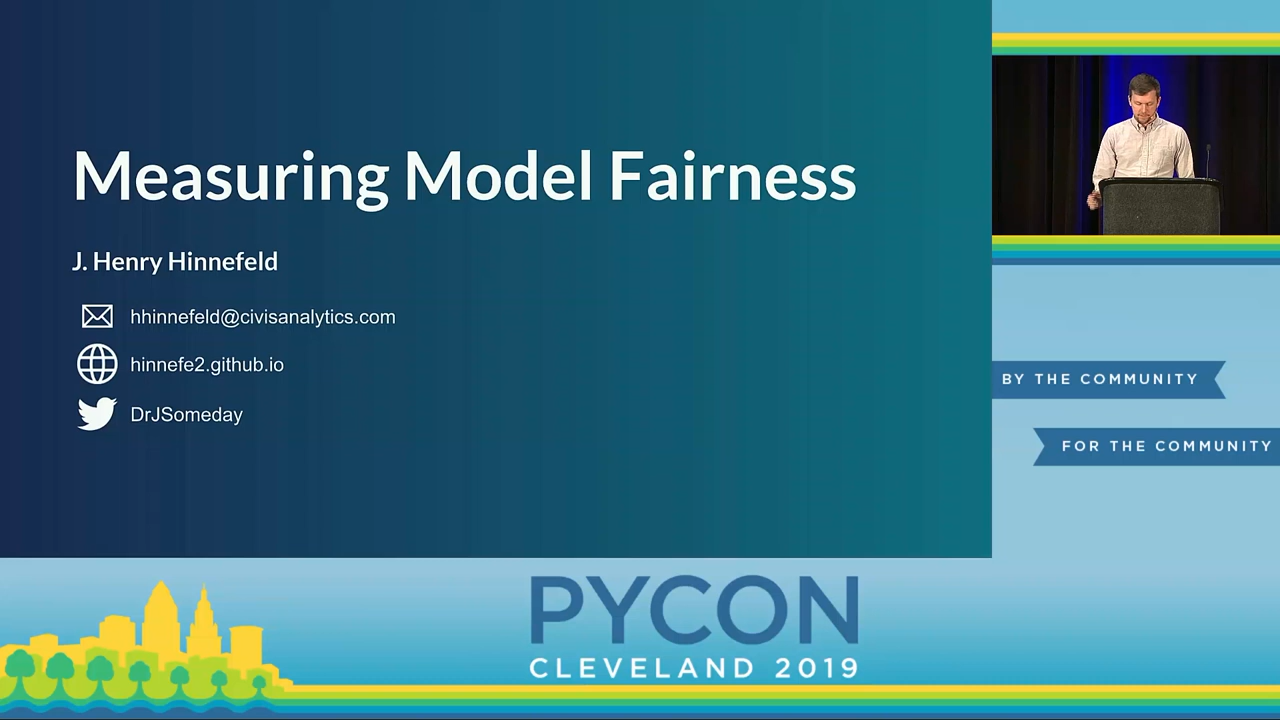 Measuring Model Fairness
J. Henry Hinnefeld
hhinnefeld@civisanalytics.com
hinnefe2.github.io
DrJSomeday
BY THE COMMUNITY
FOR THE COMMUNITY
PYCON
CLEVELAND 2019